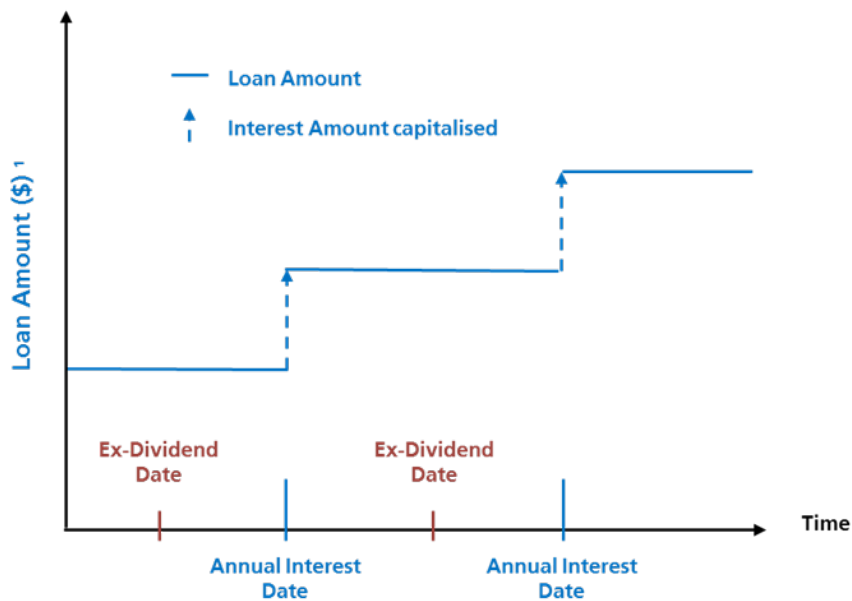 Loan Amount
Interest Amount capitalised
Loan Amount ($) ¹
Ex-Dividend
Date
Ex-Dividend
Date
Time
Annual Interest
Date
Annual Interest
Date